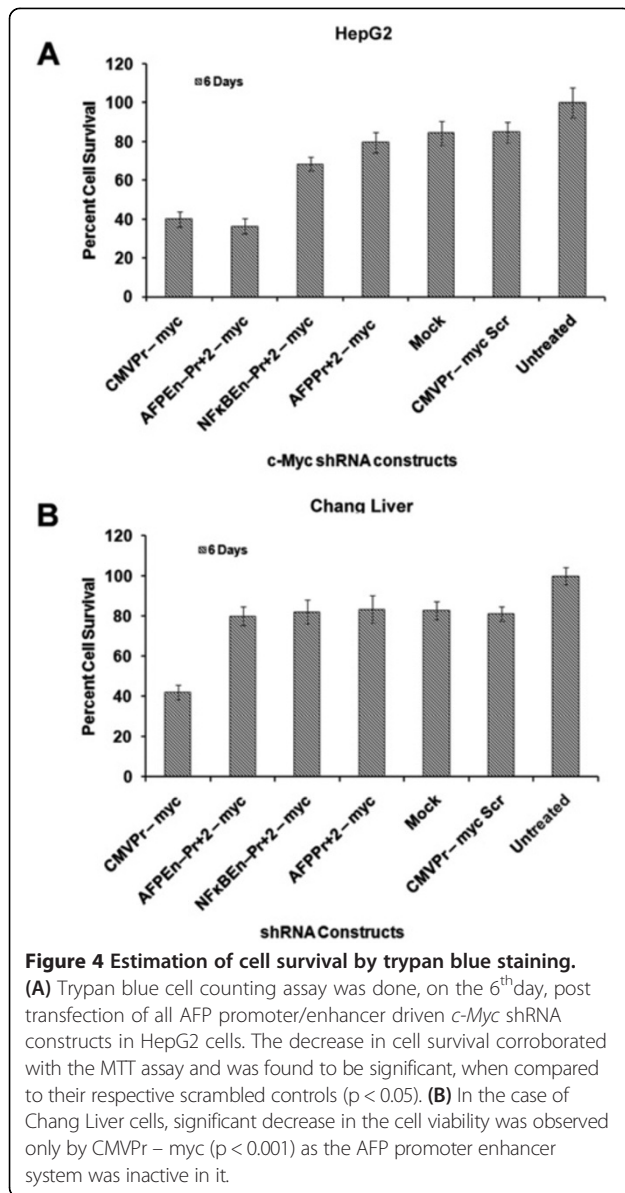 A
HepG2
120
100
80
60
40
20
0
Percent Cell Survival
6 Days
CMVPr – myc
AFPEn–Pr+2 – myc
NFκBEn–Pr+2 – myc
AFPPr+2 – myc
Mock
CMVPr – myc Scr
Untreated
c-Myc shRNA constructs
B
Chang Liver
120
100
80
60
40
20
0
Percent Cell Survival
6 Days
CMVPr – myc
AFPEn–Pr+2 – myc
NFκBEn–Pr+2 – myc
AFPPr+2 – myc
Mock
CMVPr – myc Scr
Untreated
shRNA Constructs
Figure 4 Estimation of cell survival by trypan blue staining.
(A) Trypan blue cell counting assay was done, on the 6th day, post
transfection of all AFP promoter/enhancer driven c-Myc shRNA
constructs in HepG2 cells. The decrease in cell survival corroborated
with the MTT assay and was found to be significant, when compared
to their respective scrambled controls (p < 0.05). (B) In the case of
Chang Liver cells, significant decrease in the cell viability was observed
only by CMVPr – myc (p < 0.001) as the AFP promoter enhancer
system was inactive in it.